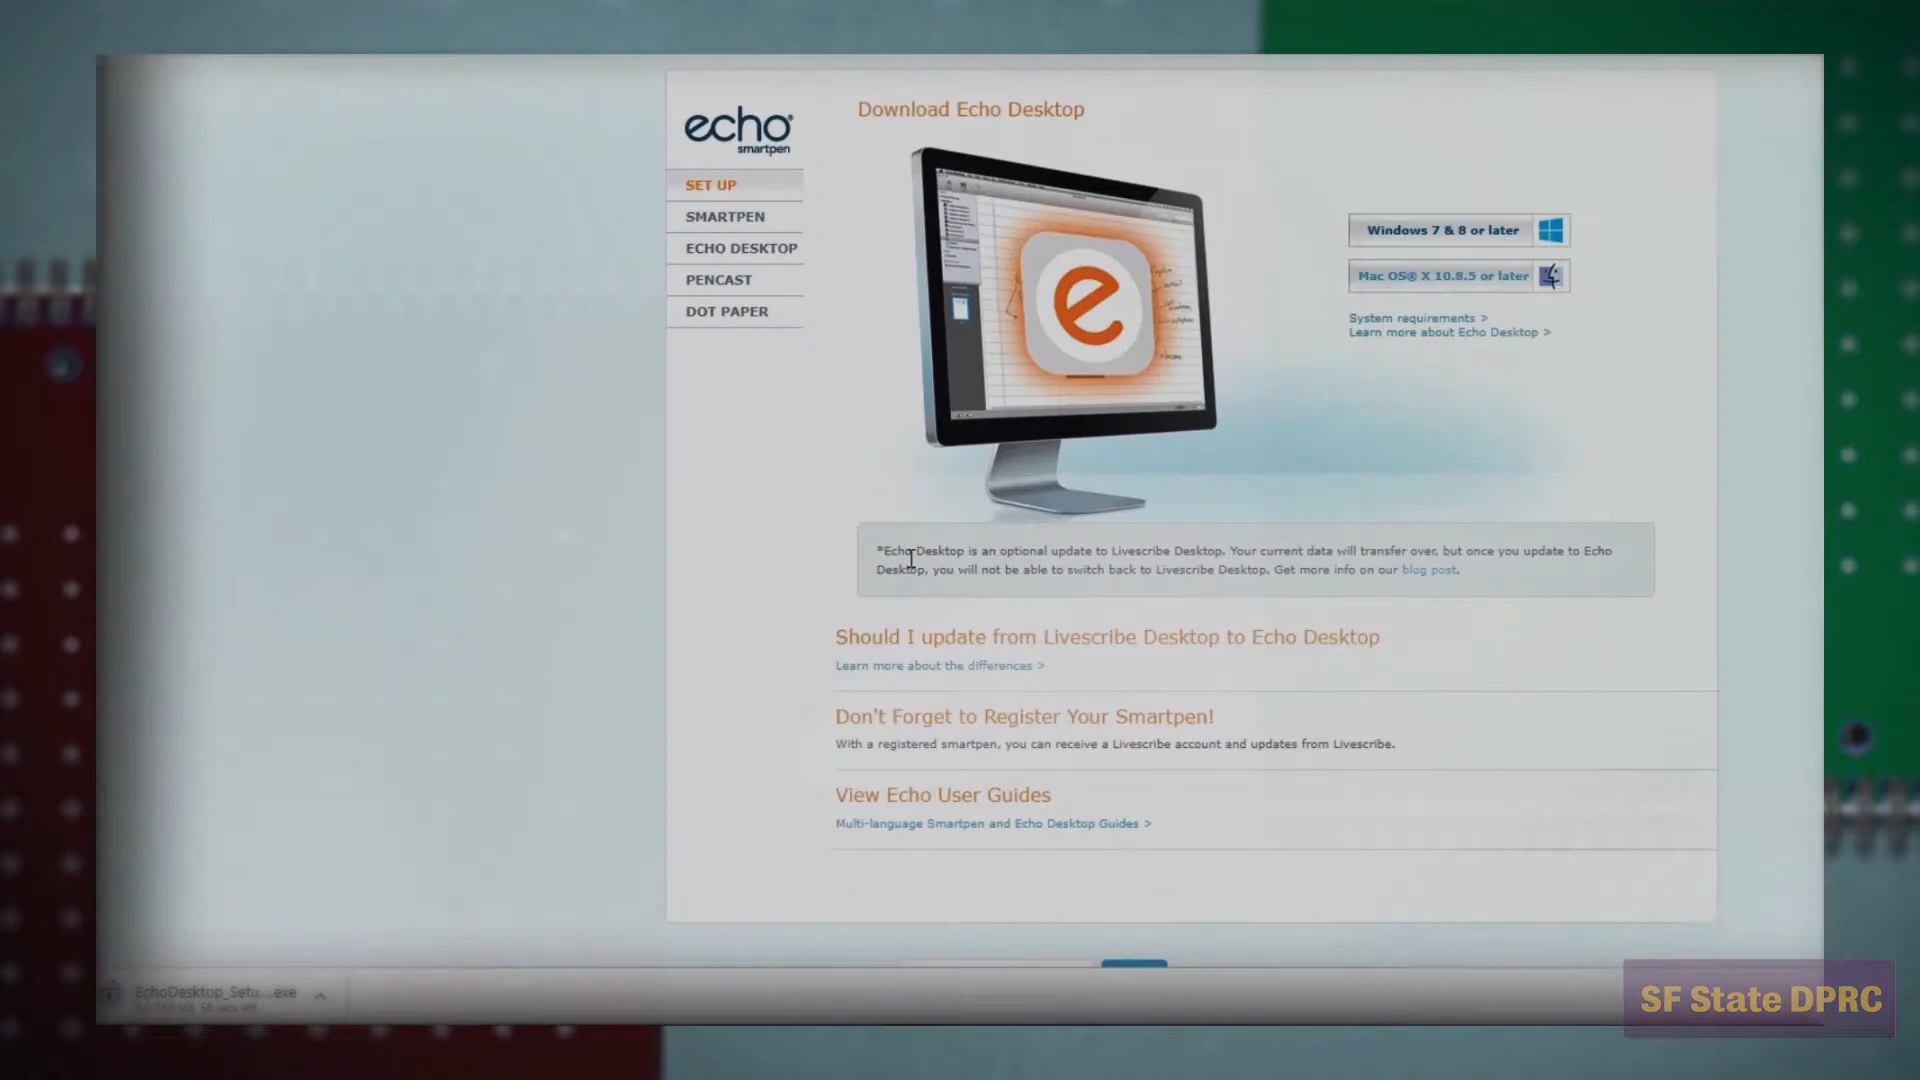 echo
smartpen
SET UP
SMARTPEN
ECHO DESKTOP
PENCAST
DOT PAPER
Download Echo Desktop
Windows 7 & 8 or later
Mac OS® X 10.8.5 or later
System requirements >
Learn more about Echo Desktop >
*Echo Desktop is an optional update to Livescribe Desktop. Your current data will transfer over, but once you update to Echo
Desktop, you will not be able to switch back to Livescribe Desktop. Get more info on our blog post.
Should I update from Livescribe Desktop to Echo Desktop
Learn more about the differences >
Don't Forget to Register Your Smartpen!
With a registered smartpen, you can receive a Livescribe account and updates from Livescribe.
View Echo User Guides
Multi-language Smartpen and Echo Desktop Guides >
EchoDesktop_Setu...exe
SF State DPRC